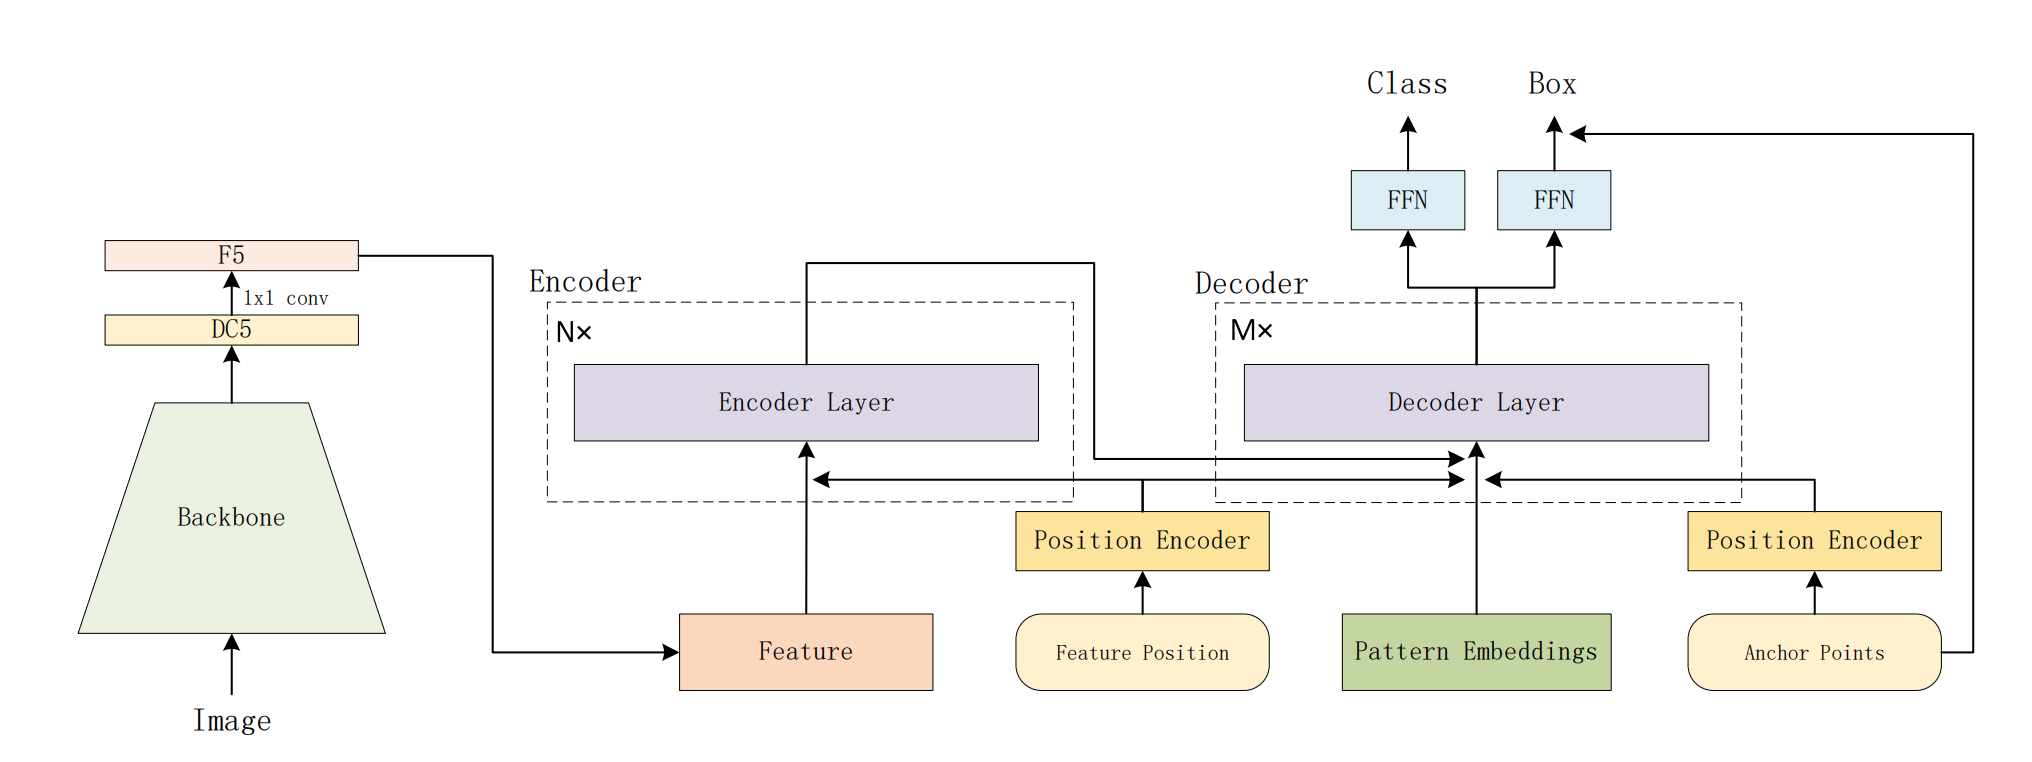 Class
Box
FFN
FFN
F5
1x1 conv
DC5
Backbone
Image
Encoder
N×
Encoder Layer
Decoder
M×
Decoder Layer
Position Encoder
Position Encoder
Feature
Feature Position
Pattern Embeddings
Anchor Points